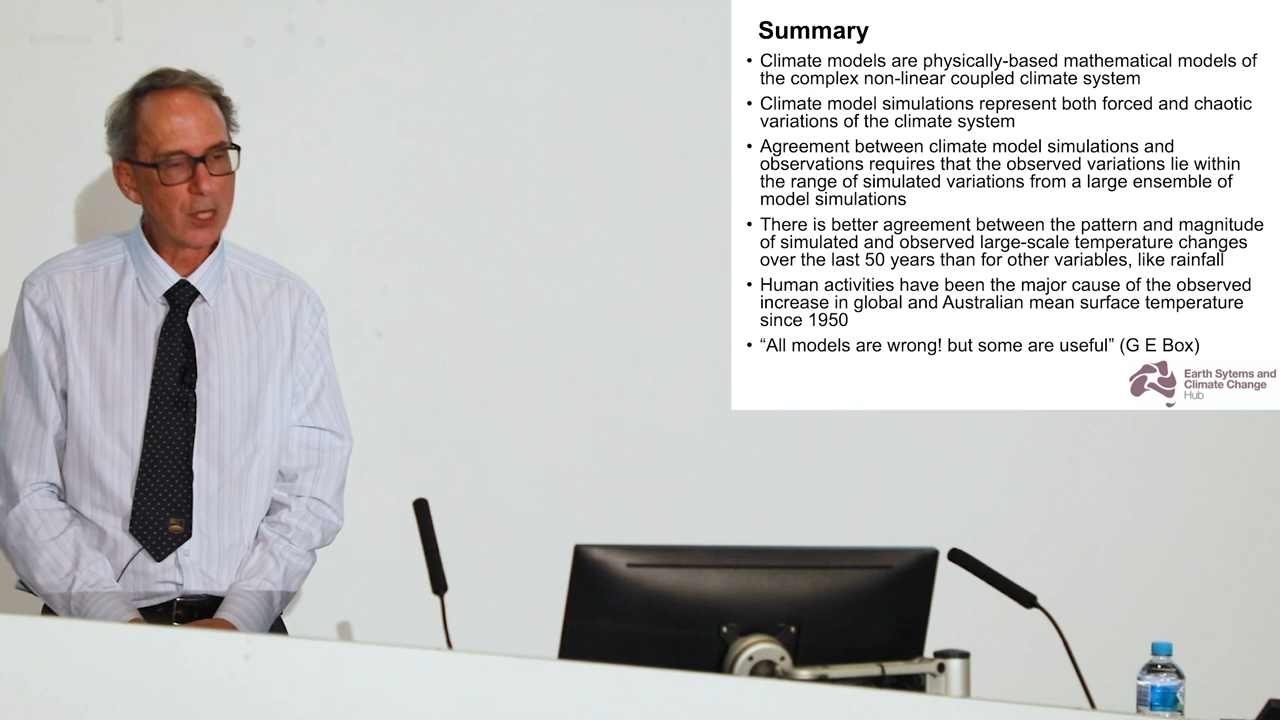 Summary
• Climate models are physically-based mathematical models of
the complex non-linear coupled climate system
• Climate model simulations represent both forced and chaotic
variations of the climate system
• Agreement between climate model simulations and
observations requires that the observed variations lie within
the range of simulated variations from a large ensemble of
model simulations
• There is better agreement between the pattern and magnitude
of simulated and observed large-scale temperature changes
over the last 50 years than for other variables, like rainfall
• Human activities have been the major cause of the observed
increase in global and Australian mean surface temperature
since 1950
• “All models are wrong! but some are useful” (G E Box)
Earth Sytems and
Climate Change
Hub